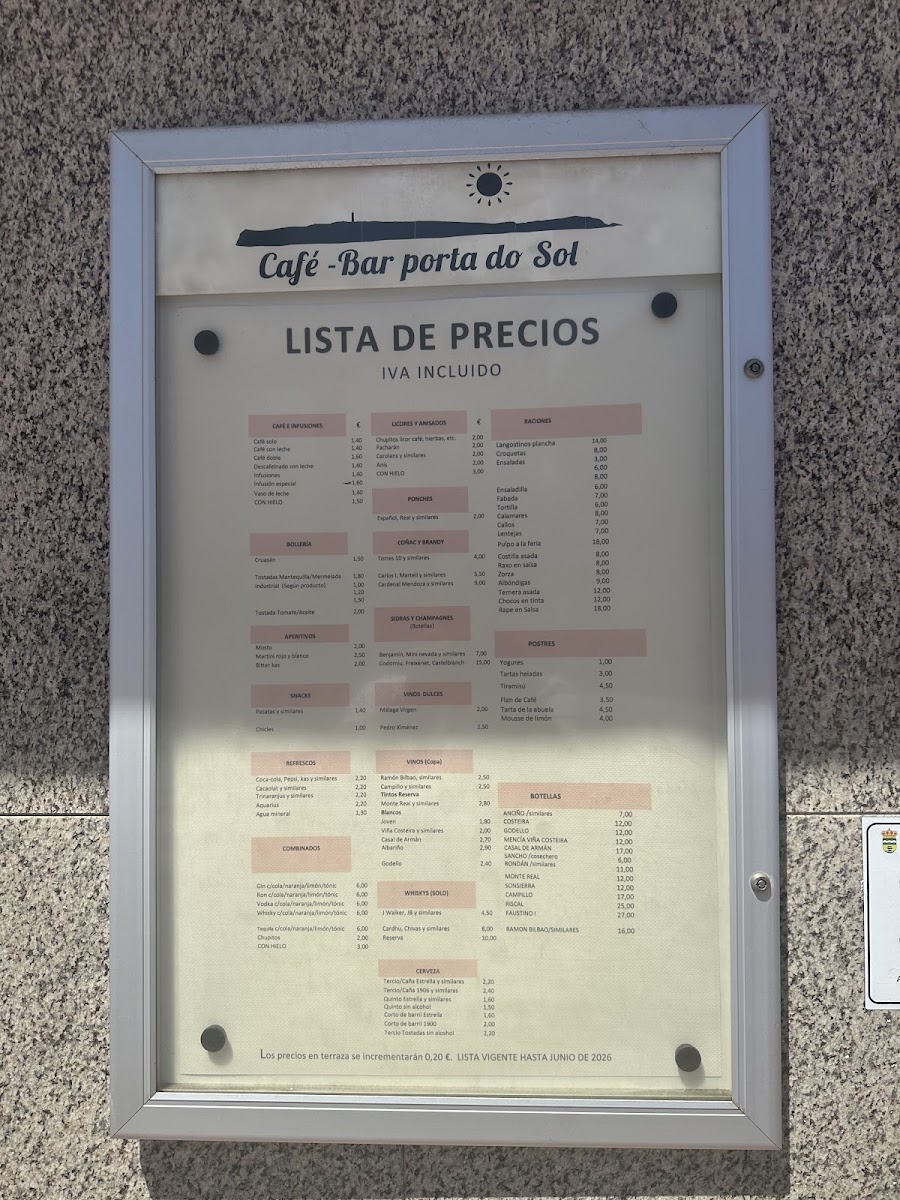 Café -Bar porta do Sol
LISTA DE PRECIOS
IVA INCLUIDO
CAFÉ E INFUSIONES €
Café solo 1,40
Café con leche 1,40
Café doble 1,60
Descafeinado con leche 1,40
Infusiones 1,40
Infusión especial 1,60
Vaso de leche 1,40
CON HIELO 1,50
BOLLERÍA
Cruasán 1,50
Tostadas Mantequilla/Mermelada 1,80
Industrial (Según producto) 1,00
1,20
1,50
Tostada Tomate/Aceite 2,00
APERITIVOS
Mosto 2,00
Martini rojo y blanco 2,50
Bitter kas 2,00
SNACKS
Patatas y similares 1,40
Chicles 1,00
REFRESCOS
Coca-cola, Pepsi, kas y similares 2,20
Cacaolat y similares 2,20
Trinaranjus y similares 2,20
Aquarius 2,20
Agua mineral 1,30
COMBINADOS
Gin c/cola/naranja/limón/tónic 6,00
Ron c/cola/naranja/limón/tónic 6,00
Vodka c/cola/naranja/limón/tónic 6,00
Whisky c/cola/naranja/limón/tónic 6,00
Tequila c/cola/naranja/limón/tónic 6,00
Chupitos 2,00
CON HIELO 3,00
LICORES Y ANISADOS €
Chupitos licor café, hierbas, etc. 2,00
Pacharán 2,00
Carolans y similares 2,00
Anís 2,00
CON HIELO 3,00
PONCHES
Español, Real y similares 2,00
COÑAC Y BRANDY
Torres 10 y similares 4,00
Carlos I, Martell y similares 5,50
Cardenal Mendoza y similares 9,00
SIDRAS Y CHAMPAGNES
(Botellas)
Benjamín, Mini nevada y similares 7,00
Codorniu, Freixenet, Castelblanch 15,00
VINOS DULCES
Málaga Virgen 2,00
Pedro Ximénez 2,50
VINOS (Copa)
Ramón Bilbao, similares 2,50
Campillo y similares 2,50
Tintos Reserva
Monte Real y similares 2,80
Blancos
Joven 1,80
Viña Costeira y similares 2,00
Casal de Armán 2,70
Albariño 2,90
Godello 2,40
WHISKYS (SOLO)
J Walker, JB y similares 4,50
Cardhu, Chivas y similares 8,00
Reserva 10,00
CERVEZA
Tercio/Caña Estrella y similares 2,20
Tercio/Caña 1906 y similares 2,40
Quinto Estrella y similares 1,60
Quinto sin alcohol 1,50
Corto de barril Estrella 1,60
Corto de barril 1900 2,00
Tercio Tostadas sin alcohol 2,20
RACIONES
Langostinos plancha 14,00
Croquetas 8,00
Ensaladas 3,00
6,00
8,00
Ensaladilla 6,00
Fabada 7,00
Tortilla 6,00
Calamares 8,00
Callos 7,00
Lentejas 7,00
Pulpo a la feria 18,00
Costilla asada 8,00
Raxo en salsa 8,00
Zorza 8,00
Albóndigas 9,00
Ternera asada 12,00
Chocos en tinta 12,00
Rape en Salsa 18,00
POSTRES
Yogures 1,00
Tartas heladas 3,00
Tiramisú 4,50
Flan de Café 3,50
Tarta de la abuela 4,50
Mousse de limón 4,00
BOTELLAS
ANCIÑO /similares 7,00
COSTEIRA 12,00
GODELLO 12,00
MENCÍA VIÑA COSTEIRA 12,00
CASAL DE ARMÁN 17,00
SANCHO /cosechero 6,00
RONDÁN /similares 11,00
MONTE REAL 12,00
SONSIERRA 12,00
CAMPILLO 17,00
RISCAL 25,00
FAUSTINO I 27,00
RAMON BILBAO/SIMILARES 16,00
Los precios en terraza se incrementarán 0,20 €. LISTA VIGENTE HASTA JUNIO DE 2026